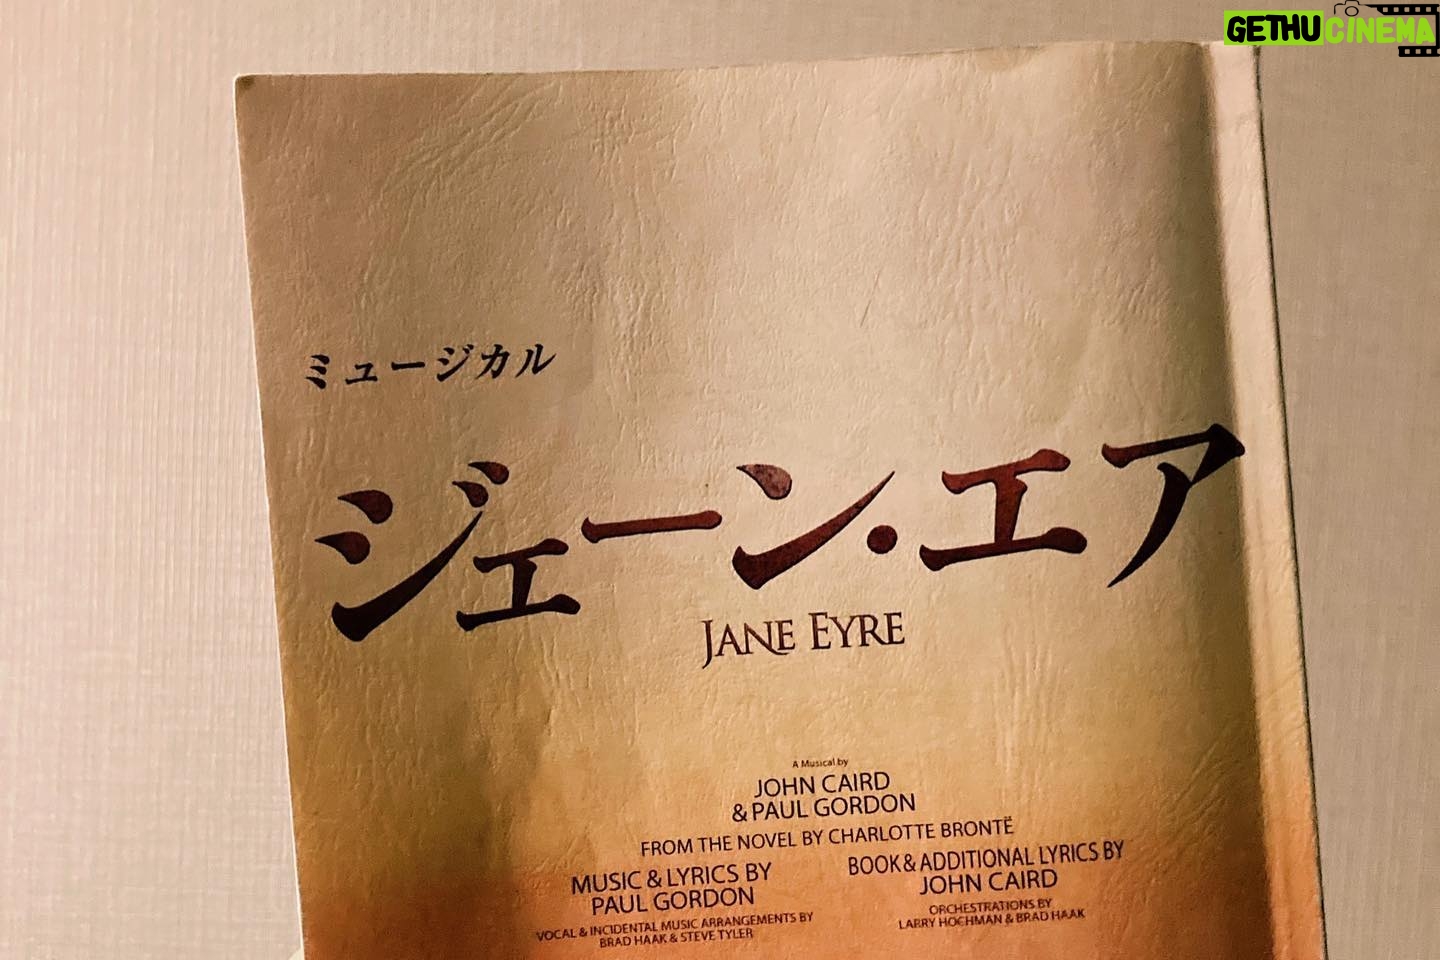 GETHUCINEMA
ミュージカル
ジェーン・エア
JANE EYRE
A Musical by
JOHN CAIRD
& PAUL GORDON
FROM THE NOVEL BY CHARLOTTE BRONTË
MUSIC & LYRICS BY
PAUL GORDON
VOCAL & INCIDENTAL MUSIC ARRANGEMENTS BY
BRAD HAAK & STEVE TYLER
BOOK & ADDITIONAL LYRICS BY
JOHN CAIRD
ORCHESTRATIONS BY
LARRY HOCHMAN & BRAD HAAK